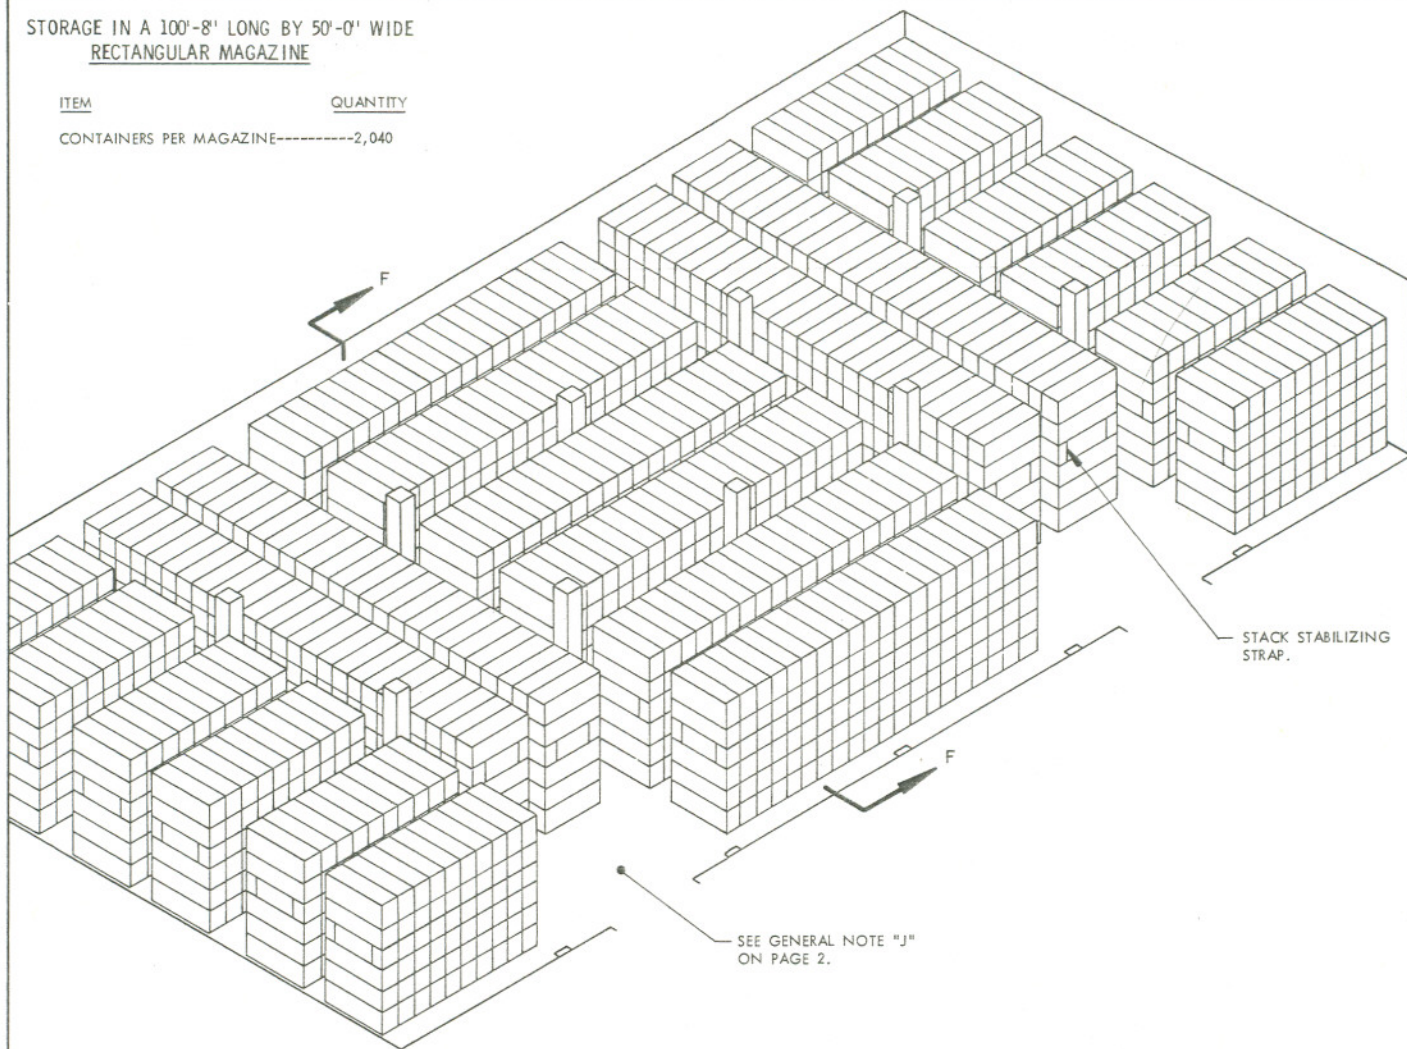 STORAGE IN A 100'-8" LONG BY 50'-0" WIDE
RECTANGULAR MAGAZINE
ITEM QUANTITY
CONTAINERS PER MAGAZINE----------2,040
F
STACK STABILIZING
STRAP.
F
SEE GENERAL NOTE "J"
ON PAGE 2.